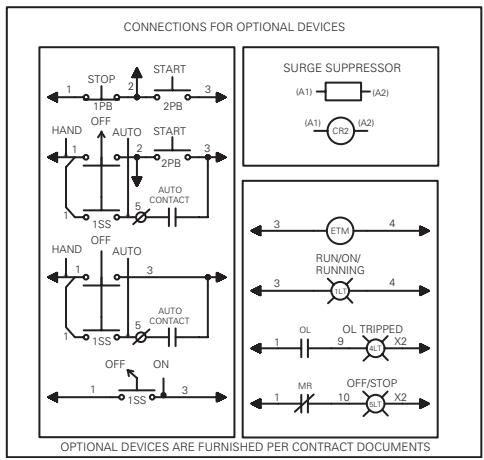 CONNECTIONS FOR OPTIONAL DEVICES
STOP
START
1
2
3
1PB
2PB
OFF
HAND
AUTO
START
1
2
3
2PB
5
AUTO
CONTACT
1
1SS
OFF
HAND
AUTO
1
3
5
AUTO
CONTACT
1
1SS
OFF
ON
1
3
1SS
SURGE SUPPRESSOR
(A1)
(A2)
(A1)
CR2
(A2)
3
ETM
4
RUN/ON/
RUNNING
3
1LT
4
OL
OL TRIPPED
1
9
4LT
X2
MR
OFF/STOP
1
10
5LT
X2
OPTIONAL DEVICES ARE FURNISHED PER CONTRACT DOCUMENTS